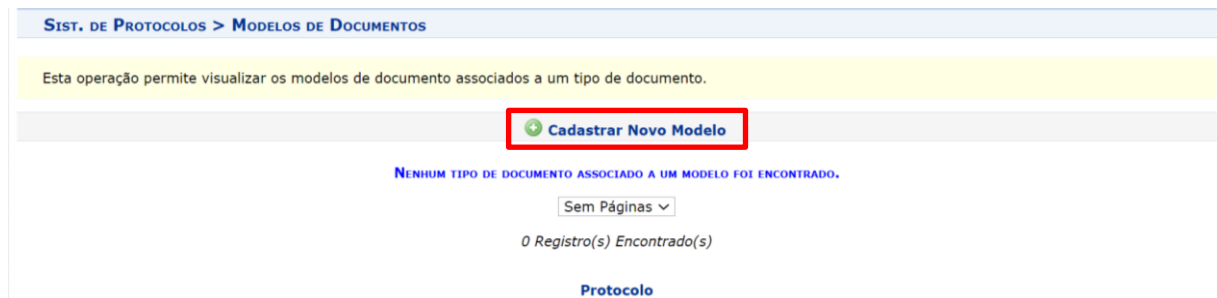 Sist. de Protocolos > Modelos de Documentos
Esta operação permite visualizar os modelos de documento associados a um tipo de documento.
Cadastrar Novo Modelo
Nenhum tipo de documento associado a um modelo foi encontrado.
Sem Páginas
0 Registro(s) Encontrado(s)
Protocolo